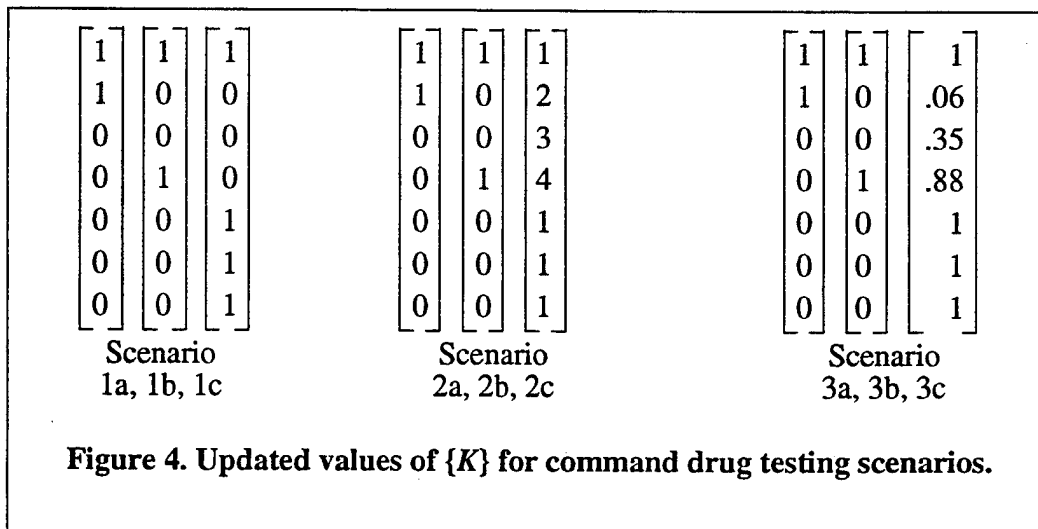 1 1 1 1 1 1 1 1 1
1 0 0 1 0 2 1 0 .06
0 0 0 0 0 3 0 0 .35
0 1 0 0 1 4 0 1 .88
0 0 1 0 0 1 0 0 1
0 0 1 0 0 1 0 0 1
0 0 1 0 0 1 0 0 1
Scenario Scenario Scenario
1a, 1b, 1c 2a, 2b, 2c 3a, 3b, 3c
Figure 4. Updated values of {K} for command drug testing scenarios.